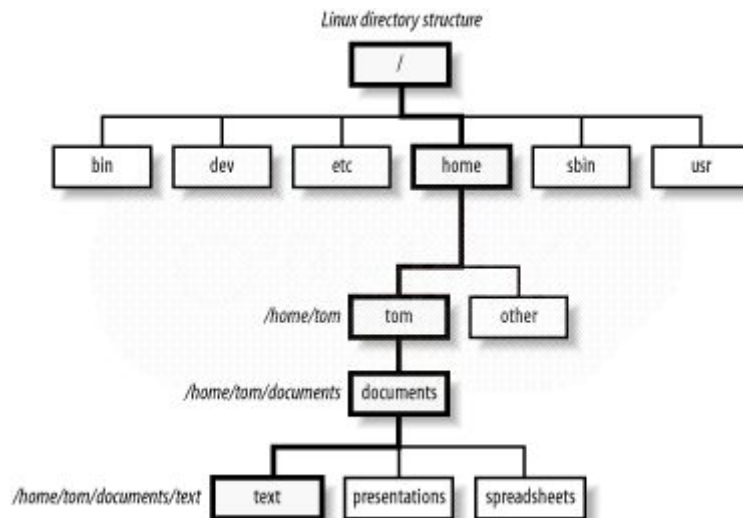 Linux directory structure
/
bin dev etc home sbin usr
/home/tom tom other
/home/tom/documents documents
/home/tom/documents/text text presentations spreadsheets